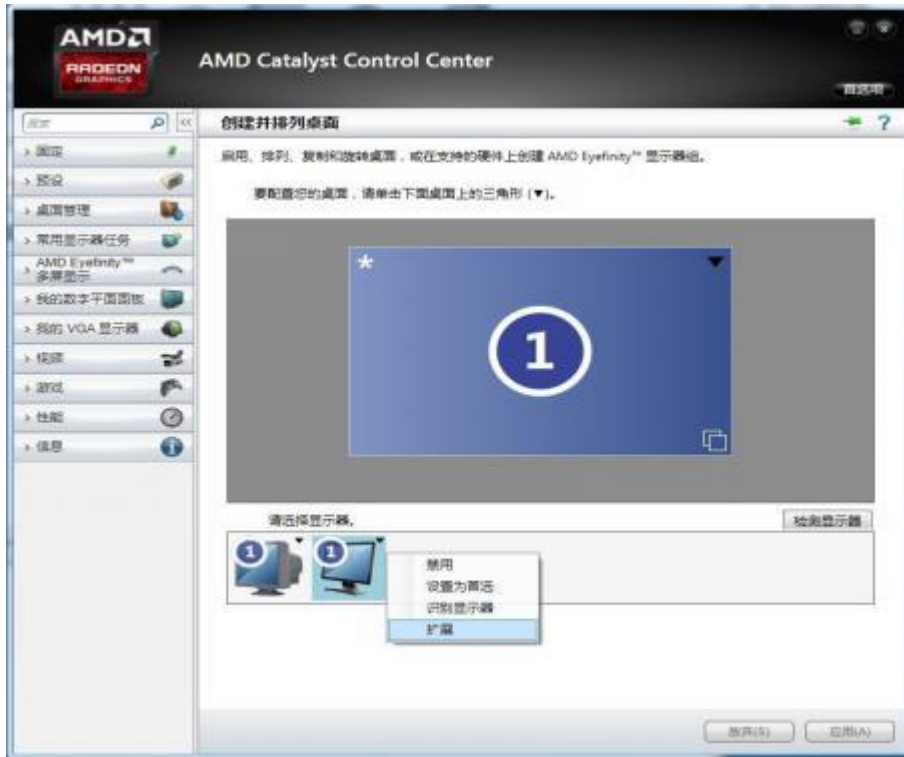 AMD
RADEON
GRAPHICS
AMD Catalyst Control Center
首选项
搜索
创建并排列桌面
?
固定
预设
桌面管理
常用显示器任务
AMD Eyefinity™
多屏显示
我的数字平面面板
我的 VGA 显示器
视频
游戏
性能
信息
启用、排列、复制和旋转桌面，或在支持的硬件上创建 AMD Eyefinity™ 显示器组。
要配置您的桌面，请单击下面桌面上的三角形 (▼)。
*
1
请选择显示器。
检测显示器
1
1
禁用
设置为首选
识别显示器
扩展
放弃(S)
应用(A)